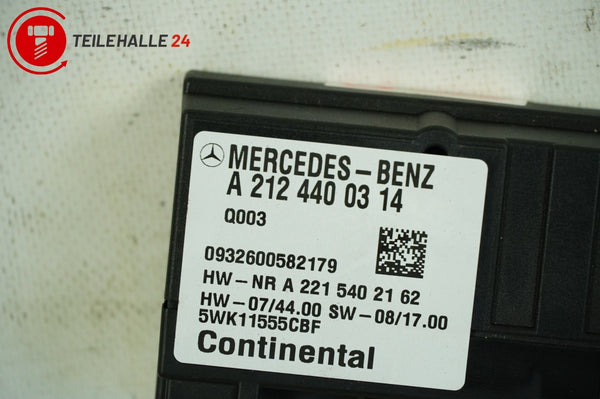 TEILEHALLE 24
MERCEDES-BENZ
A 212 440 03 14
Q003
0932600582179
HW-NR A 221 540 21 62
HW-07/44.00 SW-08/17.00
5WK11555CBF
Continental